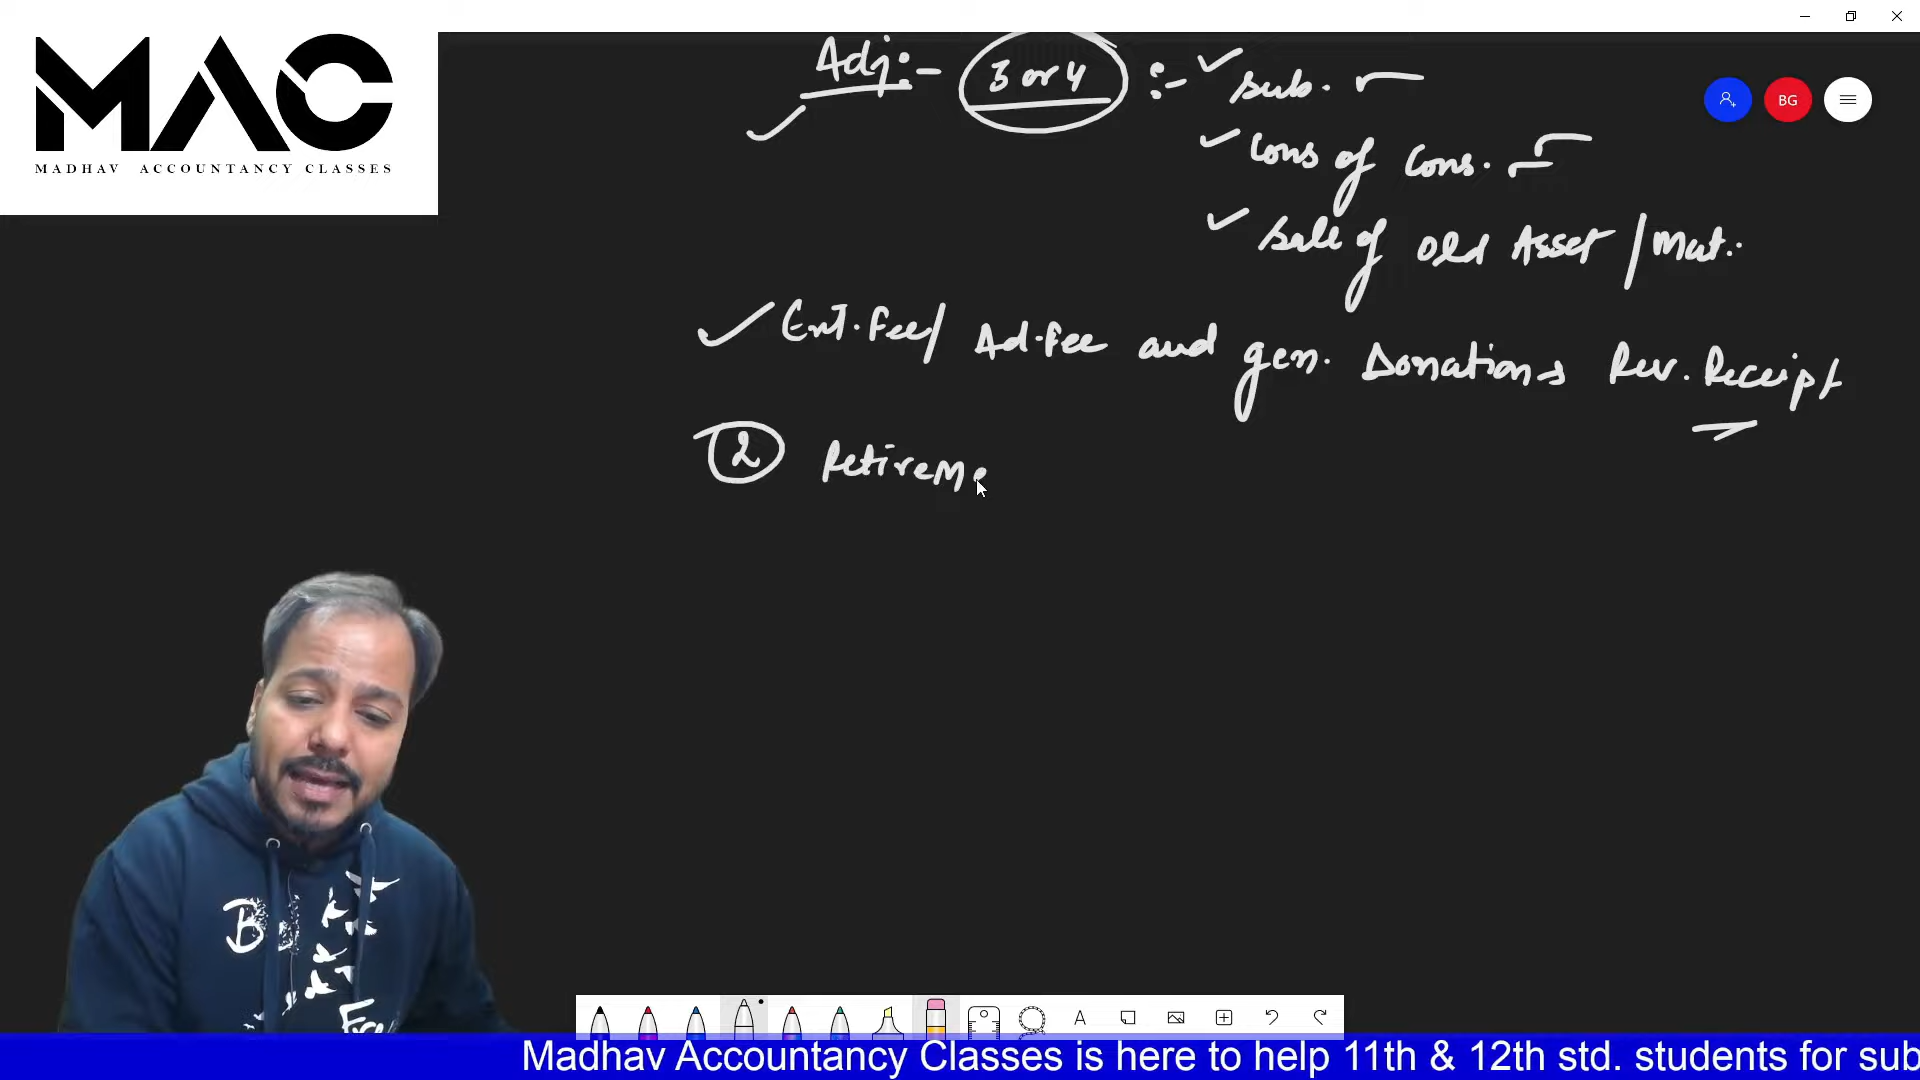 MAC
MADHAV ACCOUNTANCY CLASSES
Adj:- 3 or 4 :- ✓ Sub.
✓ Cons of Cons.
✓ Sale of Old Asset / Mat.
BG
✓ Ent. Fee/ Ad. Fee and gen. Donations Rev. Receipt
2 Retireme
A
Madhav Accountancy Classes is here to help 11th & 12th std. students for sub